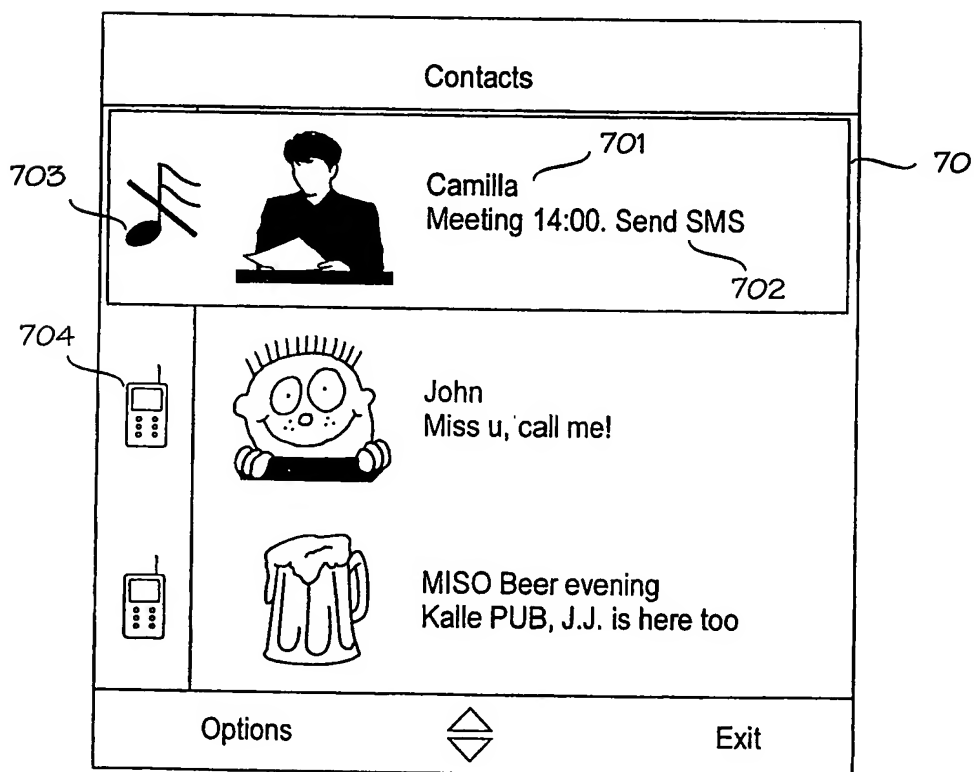 Contacts
701
703
70
Camilla
Meeting 14:00. Send SMS
702
704
John
Miss u, call me!
MISO Beer evening
Kalle PUB, J.J. is here too
Options
Exit